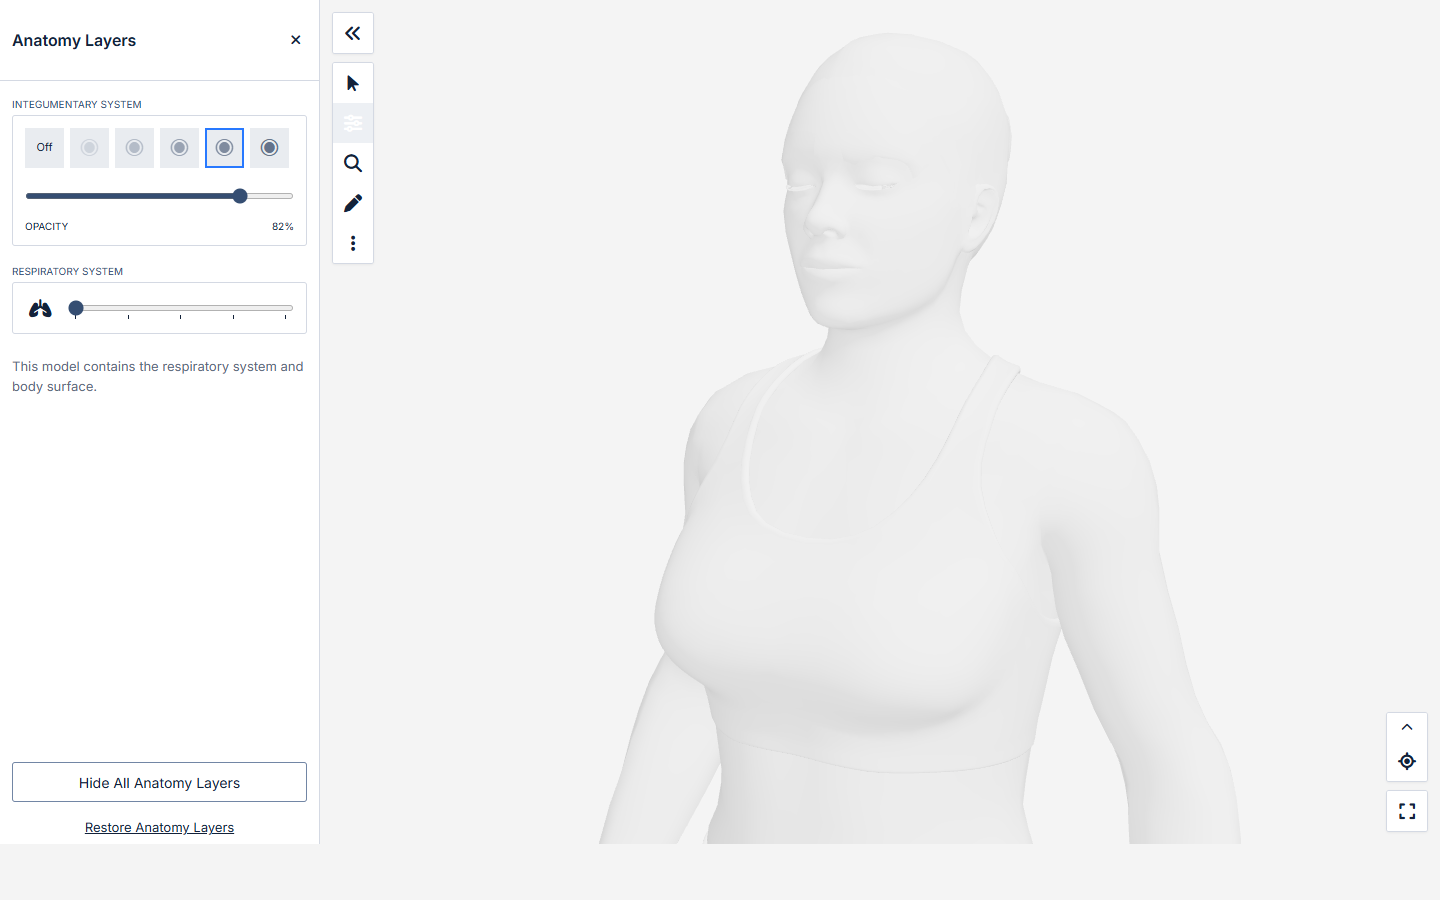 Anatomy Layers
INTEGUMENTARY SYSTEM
Off
OPACITY 82%
RESPIRATORY SYSTEM
This model contains the respiratory system and
body surface.
Hide All Anatomy Layers
Restore Anatomy Layers